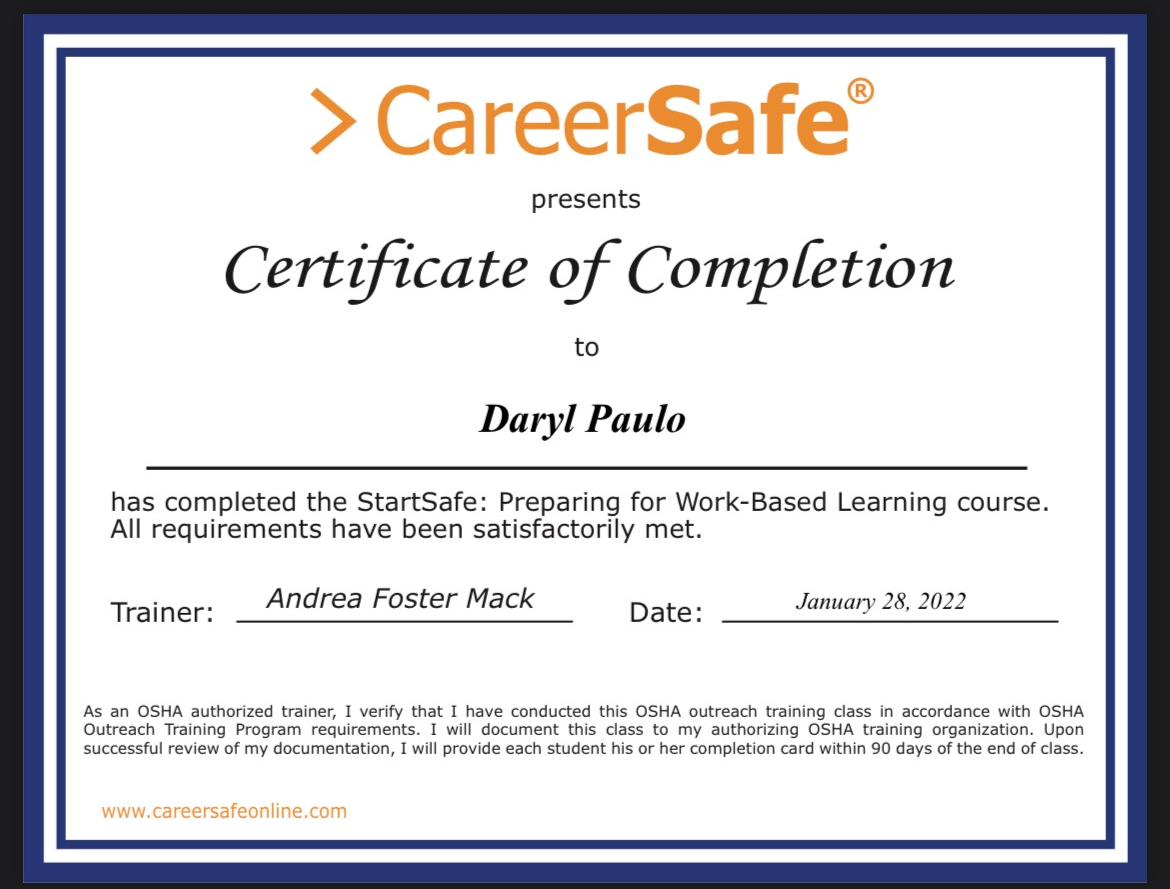 > CareerSafe®
presents
Certificate of Completion
to
Daryl Paulo
has completed the StartSafe: Preparing for Work-Based Learning course.
All requirements have been satisfactorily met.
Trainer: Andrea Foster Mack Date: January 28, 2022
As an OSHA authorized trainer, I verify that I have conducted this OSHA outreach training class in accordance with OSHA
Outreach Training Program requirements. I will document this class to my authorizing OSHA training organization. Upon
successful review of my documentation, I will provide each student his or her completion card within 90 days of the end of class.
www.careersafeonline.com